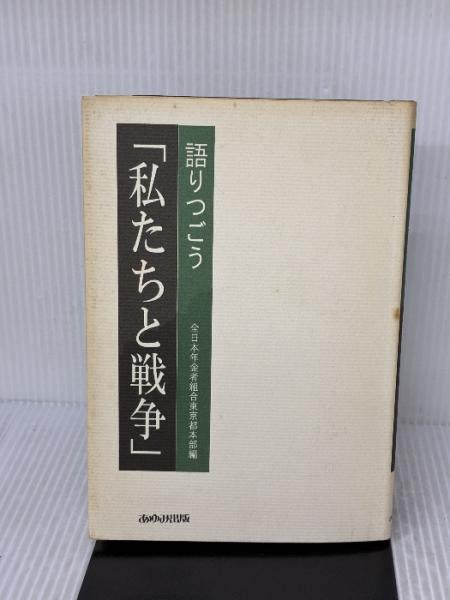 語りつごう
「私たちと戦争」
全日本年金者組合東京都本部編
あゆみ出版